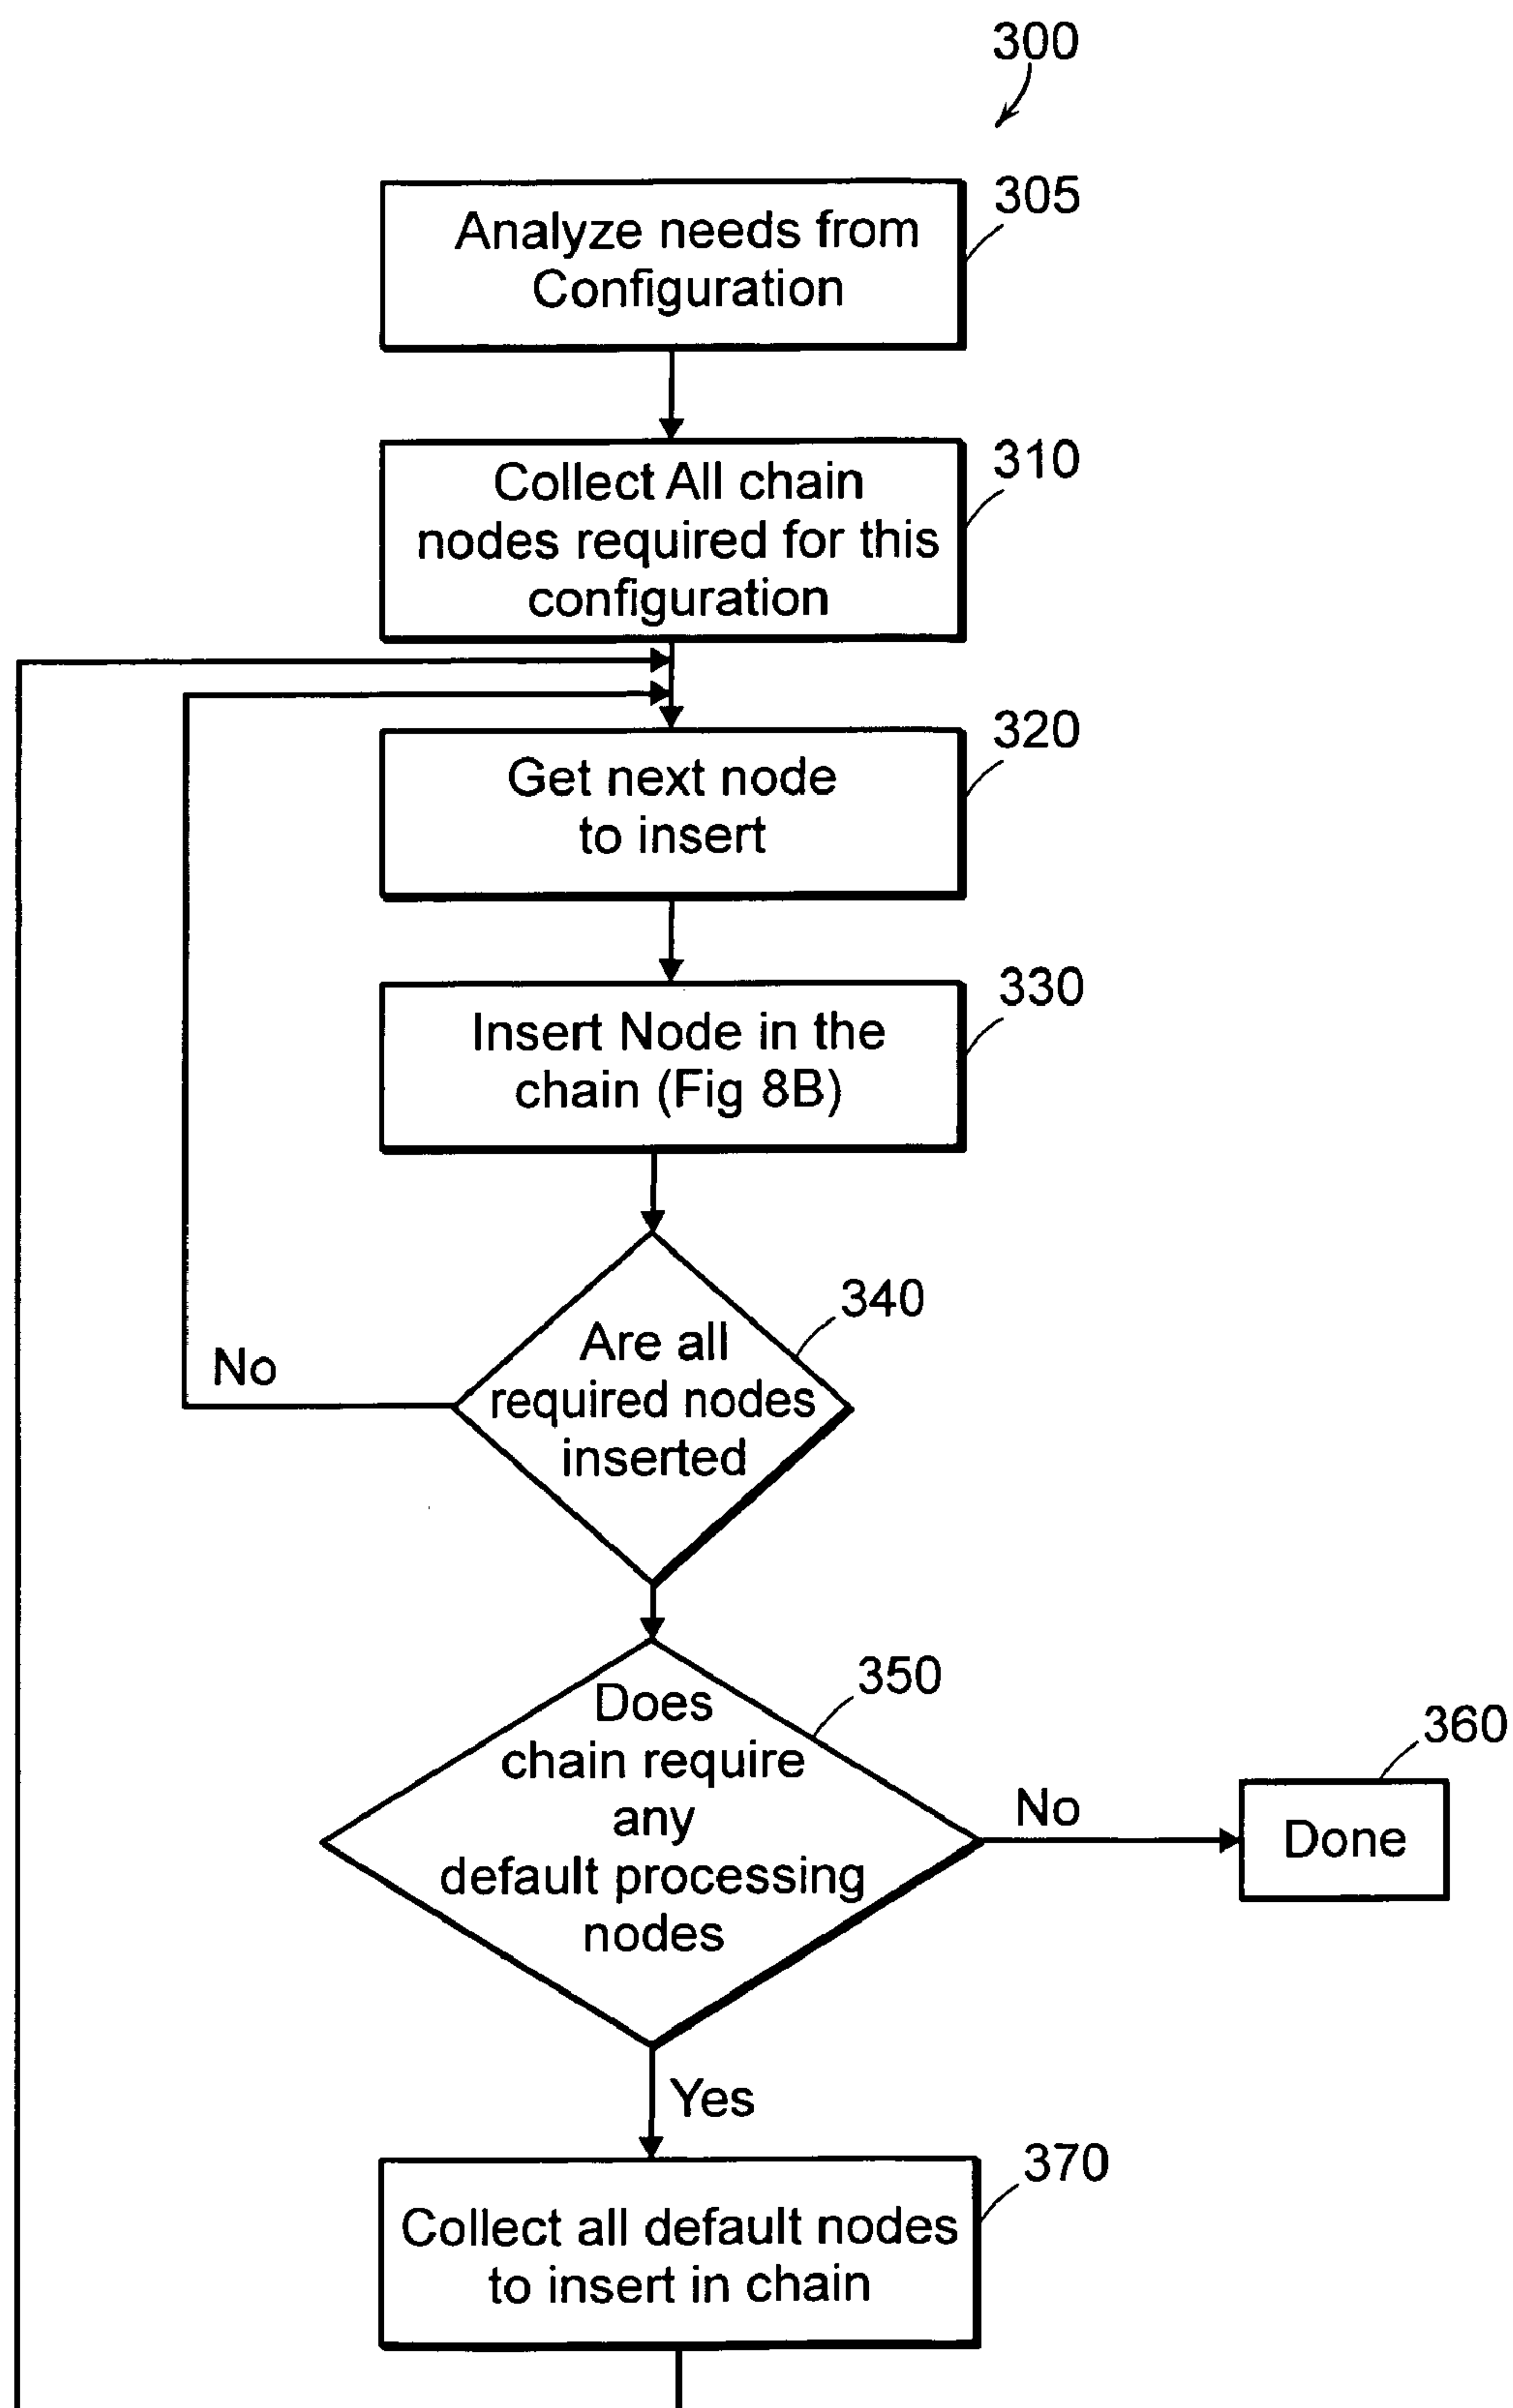 300
305
Analyze needs from
Configuration
310
Collect All chain
nodes required for this
configuration
320
Get next node
to insert
330
Insert Node in the
chain (Fig 8B)
340
Are all
required nodes
inserted
No
350
Does
chain require
any
default processing
nodes
No
360
Done
Yes
370
Collect all default nodes
to insert in chain